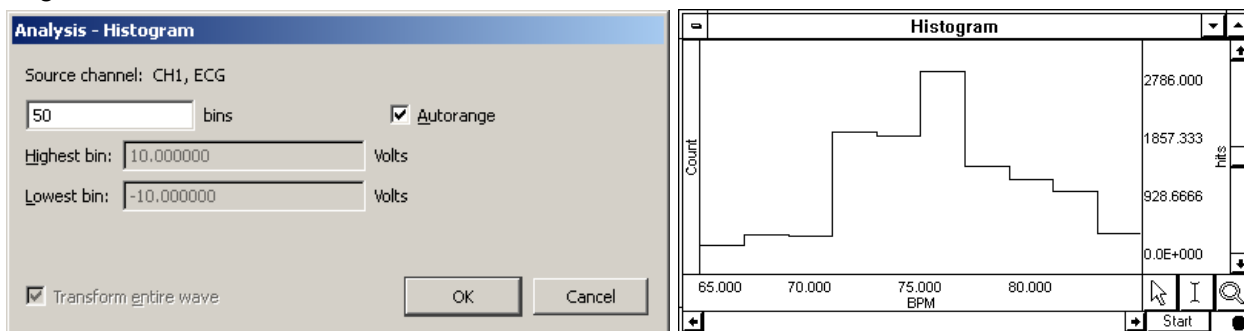 Analysis - Histogram
Source channel: CH1, ECG
50 bins
Autorange
Highest bin: 10.000000 Volts
Lowest bin: -10.000000 Volts
Transform entire wave
OK
Cancel
Histogram
Count
2786.000
1857.333
928.6666
0.0E+000
hits
65.000 70.000 75.000 80.000
BPM
Start